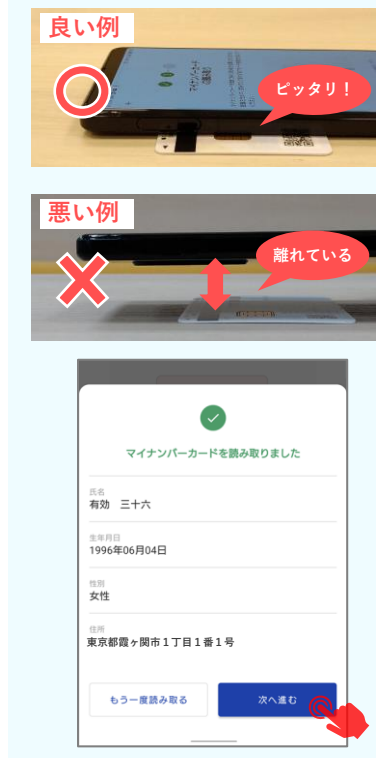 良い例
ピッタリ！
悪い例
離れている
マイナンバーカードを読み取りました
氏名
有効　三十六
生年月日
1996年06月04日
性別
女性
住所
東京都霞ヶ関市１丁目１番１号
もう一度読み取る
次へ進む